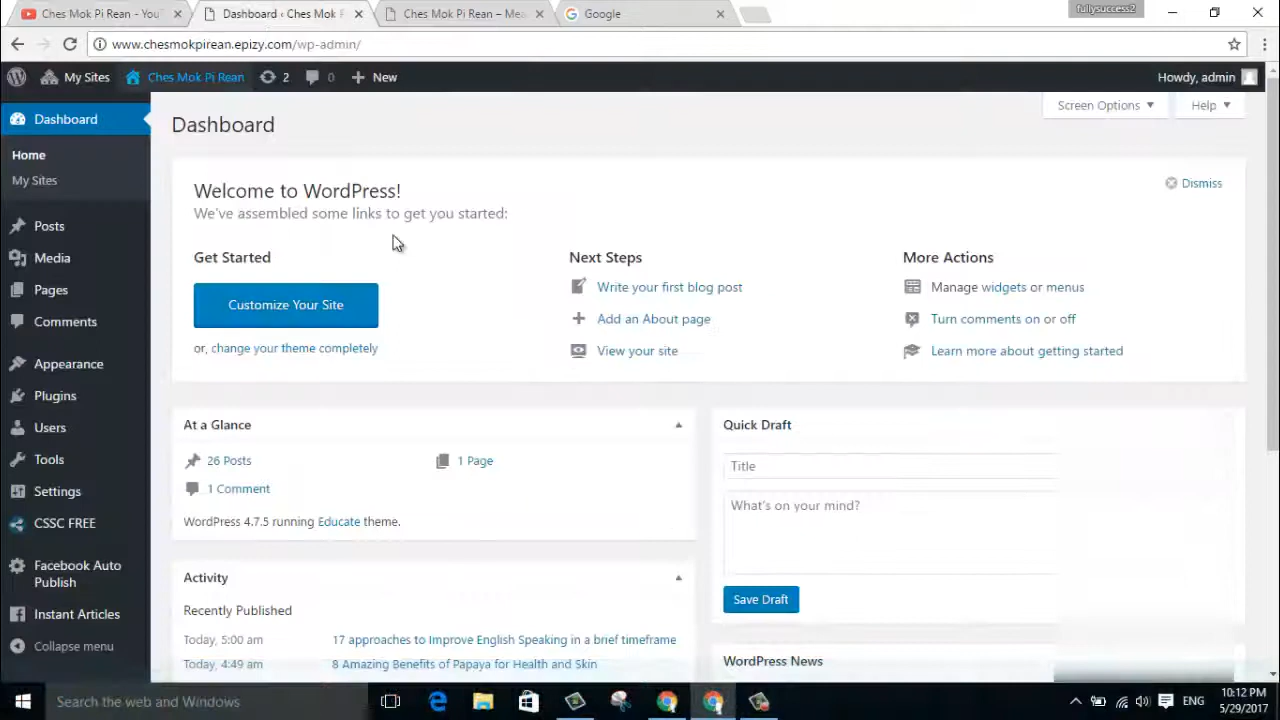 Ches Mok Pi Rean - YouT
Dashboard ‹ Ches Mok P
Ches Mok Pi Rean – Mea
Google
fullysuccess2
www.chesmokpirean.epizy.com/wp-admin/
My Sites
Ches Mok Pi Rean
2
0
New
Howdy, admin
Dashboard
Home
My Sites
Posts
Media
Pages
Comments
Appearance
Plugins
Users
Tools
Settings
CSSC FREE
Facebook Auto
Publish
Instant Articles
Collapse menu
Dashboard
Screen Options
Help
Welcome to WordPress!
We've assembled some links to get you started:
Dismiss
Get Started
Customize Your Site
or, change your theme completely
Next Steps
Write your first blog post
Add an About page
View your site
More Actions
Manage widgets or menus
Turn comments on or off
Learn more about getting started
At a Glance
26 Posts
1 Page
1 Comment
WordPress 4.7.5 running Educate theme.
Activity
Recently Published
Today, 5:00 am 17 approaches to Improve English Speaking in a brief timeframe
Today, 4:49 am 8 Amazing Benefits of Papaya for Health and Skin
Quick Draft
Title
What's on your mind?
Save Draft
WordPress News
Search the web and Windows
ENG
10:12 PM
5/29/2017